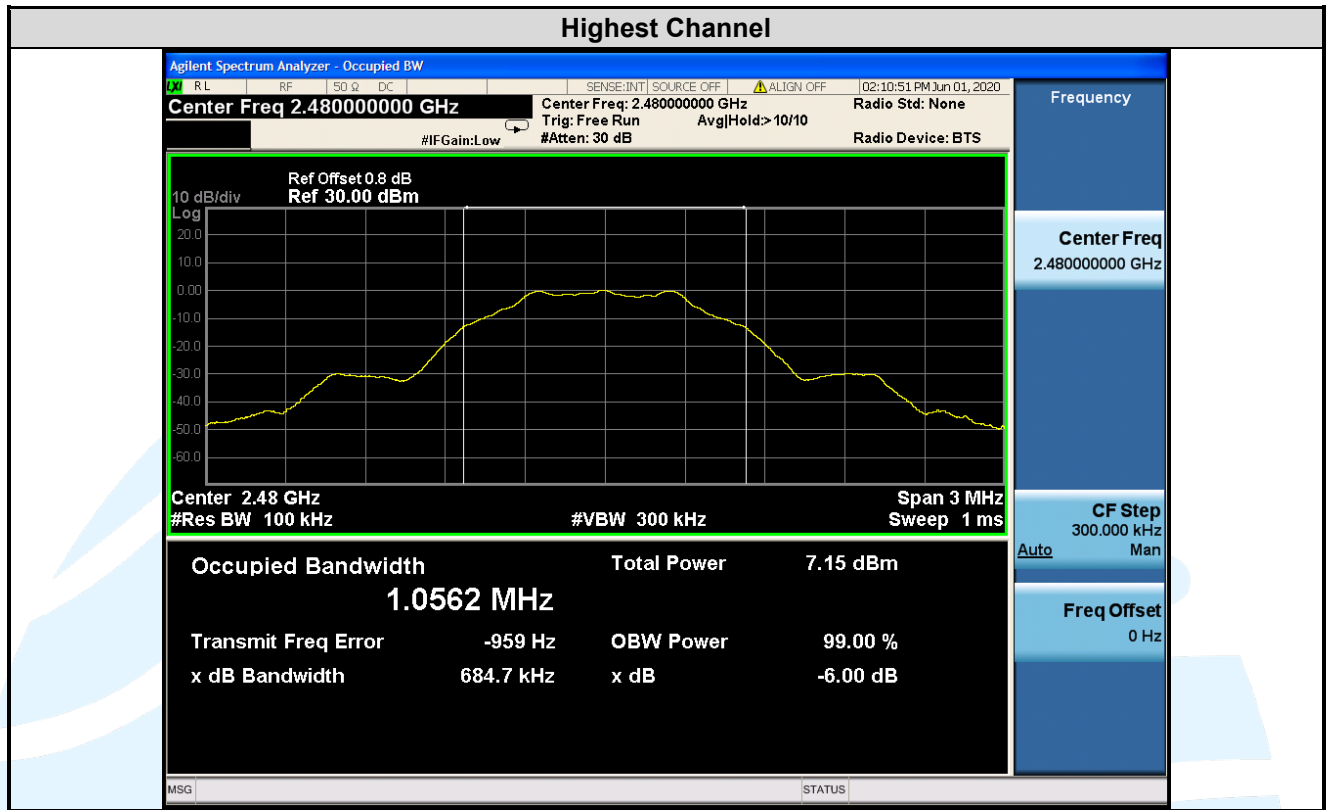 Highest Channel
Agilent Spectrum Analyzer - Occupied BW
LXI RL RF 50 Ω DC SENSE:INT SOURCE OFF ALIGN OFF 02:10:51 PM Jun 01, 2020
Center Freq 2.480000000 GHz
Center Freq: 2.480000000 GHz Radio Std: None
Trig: Free Run Avg|Hold:>10/10
#IFGain:Low #Atten: 30 dB Radio Device: BTS
Ref Offset 0.8 dB
10 dB/div Ref 30.00 dBm
Log
20.0
10.0
0.00
-10.0
-20.0
-30.0
-40.0
-50.0
-60.0
Center 2.48 GHz Span 3 MHz
#Res BW 100 kHz #VBW 300 kHz Sweep 1 ms
Occupied Bandwidth Total Power 7.15 dBm
1.0562 MHz
Transmit Freq Error -959 Hz OBW Power 99.00 %
x dB Bandwidth 684.7 kHz x dB -6.00 dB
MSG STATUS
Frequency
Center Freq
2.480000000 GHz
CF Step
300.000 kHz
Auto Man
Freq Offset
0 Hz